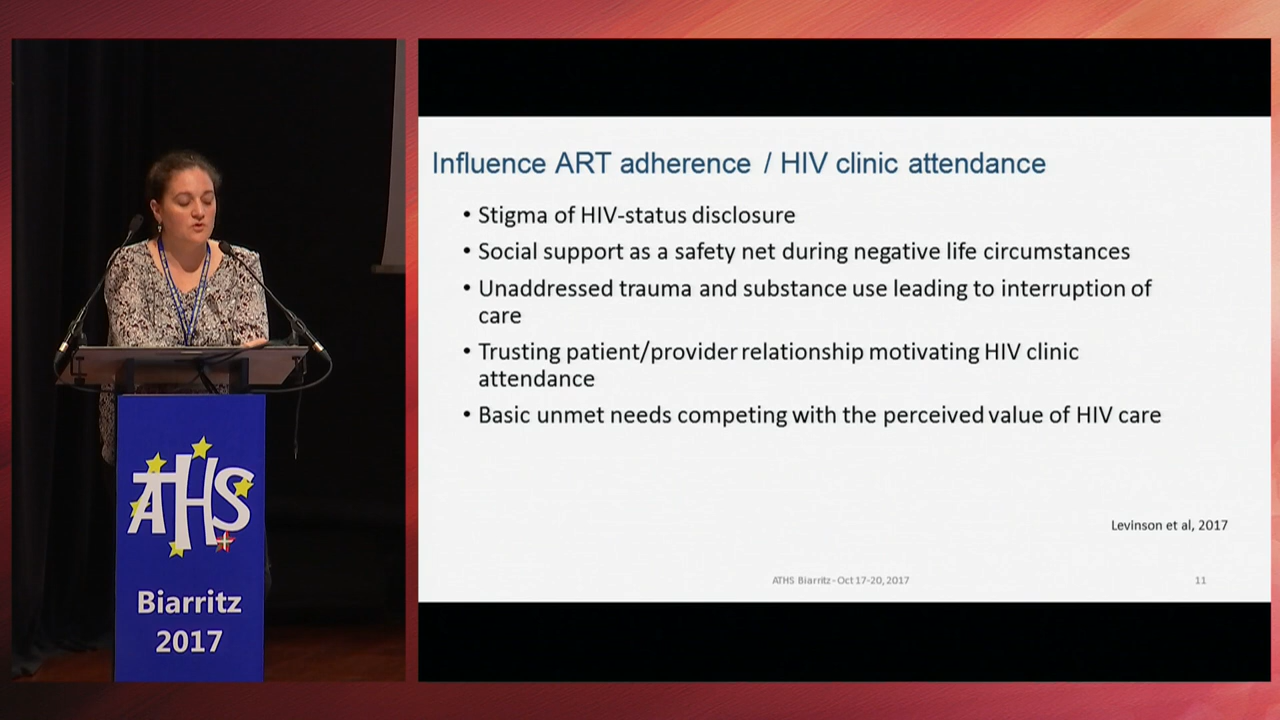 Influence ART adherence / HIV clinic attendance
• Stigma of HIV-status disclosure
• Social support as a safety net during negative life circumstances
• Unaddressed trauma and substance use leading to interruption of
care
• Trusting patient/provider relationship motivating HIV clinic
attendance
• Basic unmet needs competing with the perceived value of HIV care
Levinson et al, 2017
ATHS Biarritz - Oct 17-20, 2017
11
ATHS
Biarritz
2017